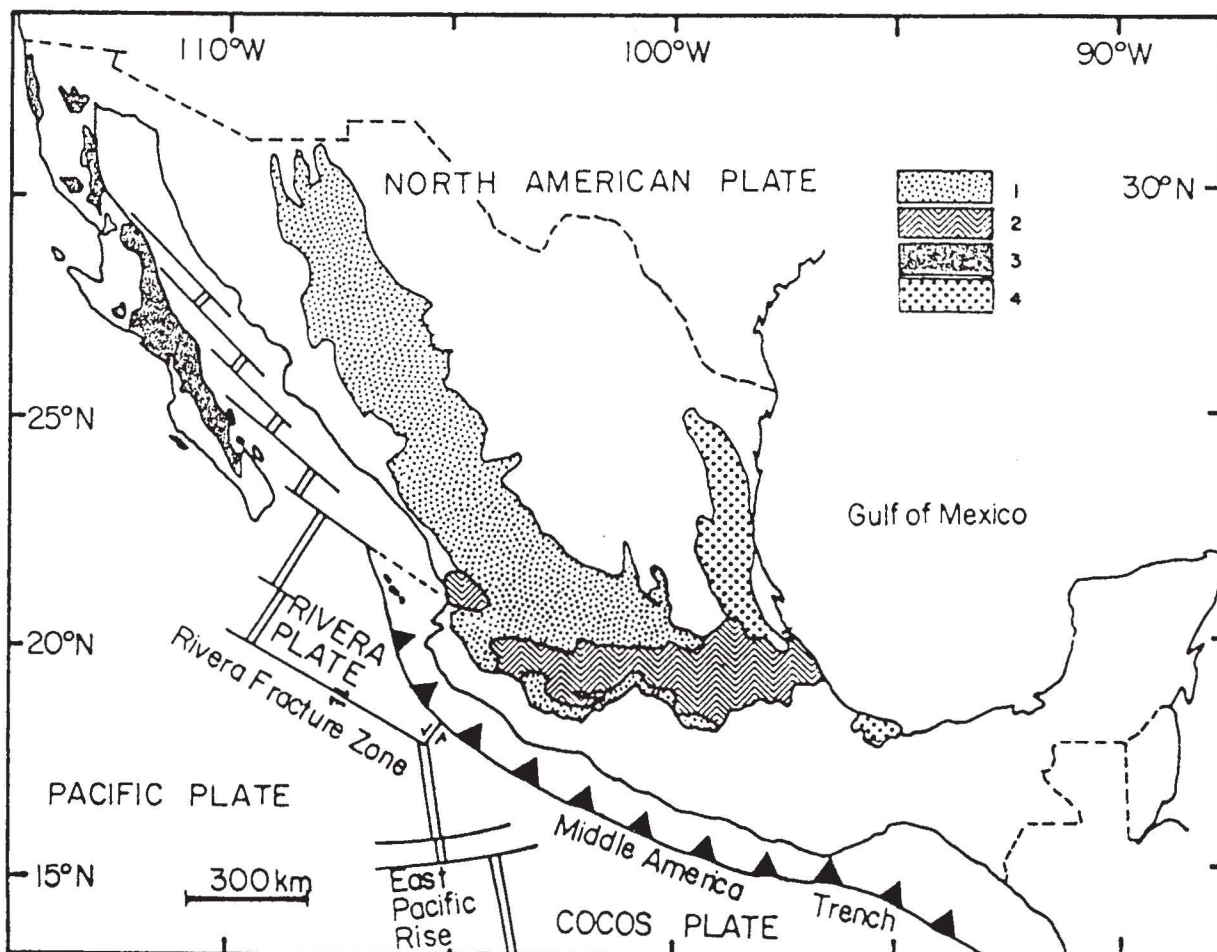 110°W
100°W
90°W
NORTH AMERICAN PLATE
30°N
1
2
3
4
25°N
Gulf of Mexico
20°N
RIVERA
PLATE
Rivera Fracture Zone
PACIFIC PLATE
Middle America
Trench
15°N
300 km
East
Pacific
Rise
COCOS PLATE